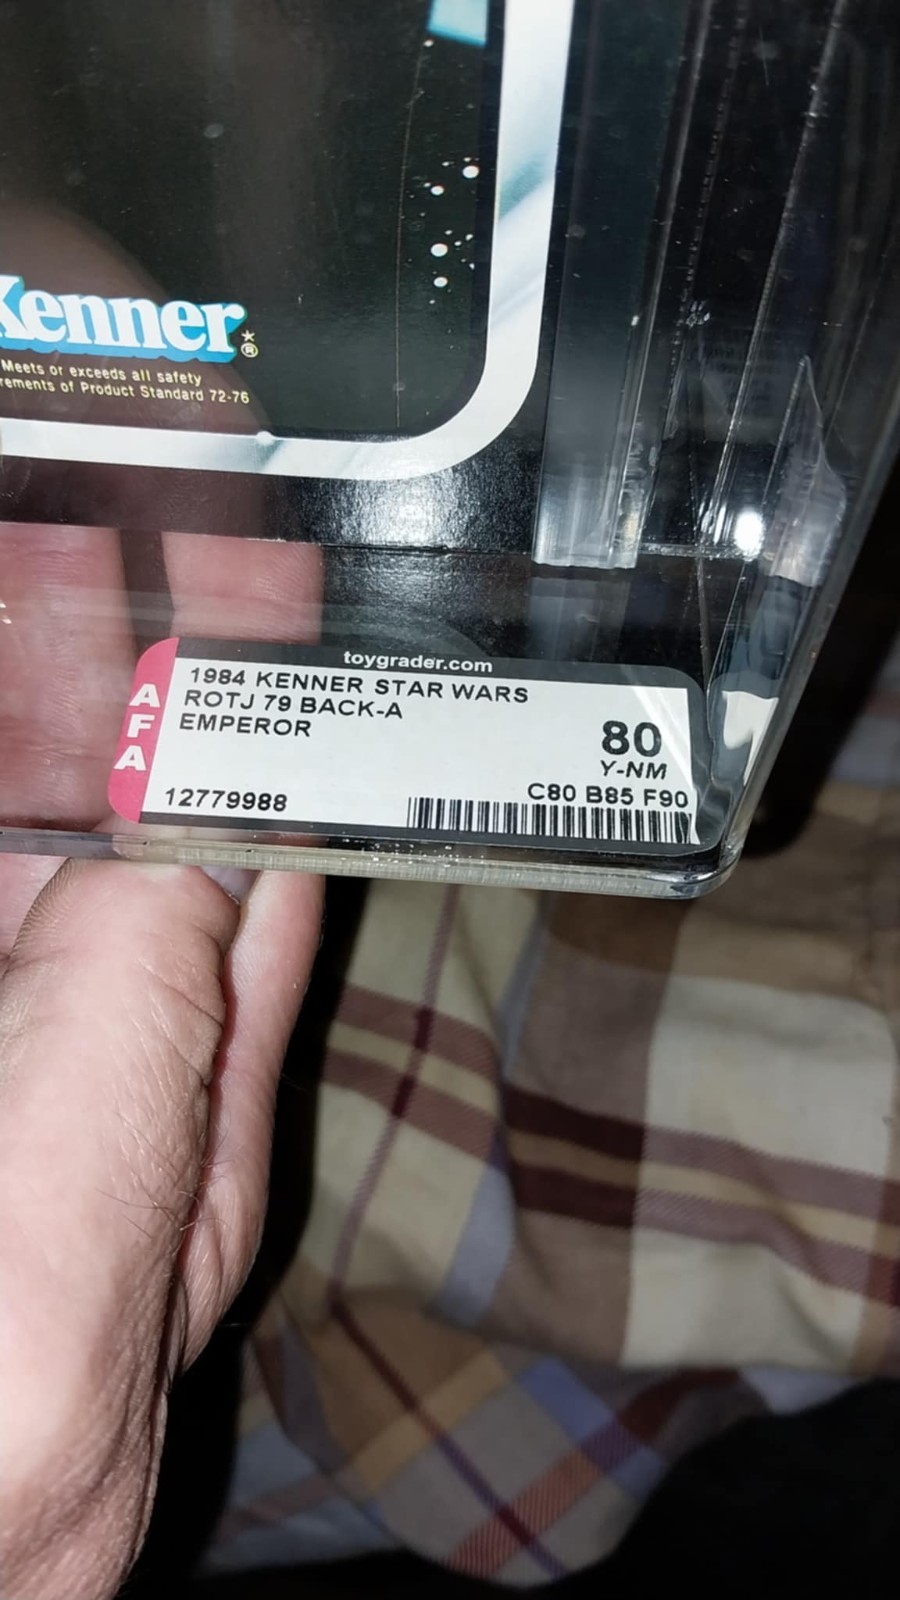 Kenner
®
Meets or exceeds all safety
rements of Product Standard 72-76
toygrader.com
AFA
1984 KENNER STAR WARS
ROTJ 79 BACK-A
EMPEROR
80
Y-NM
C80 B85 F90
12779988